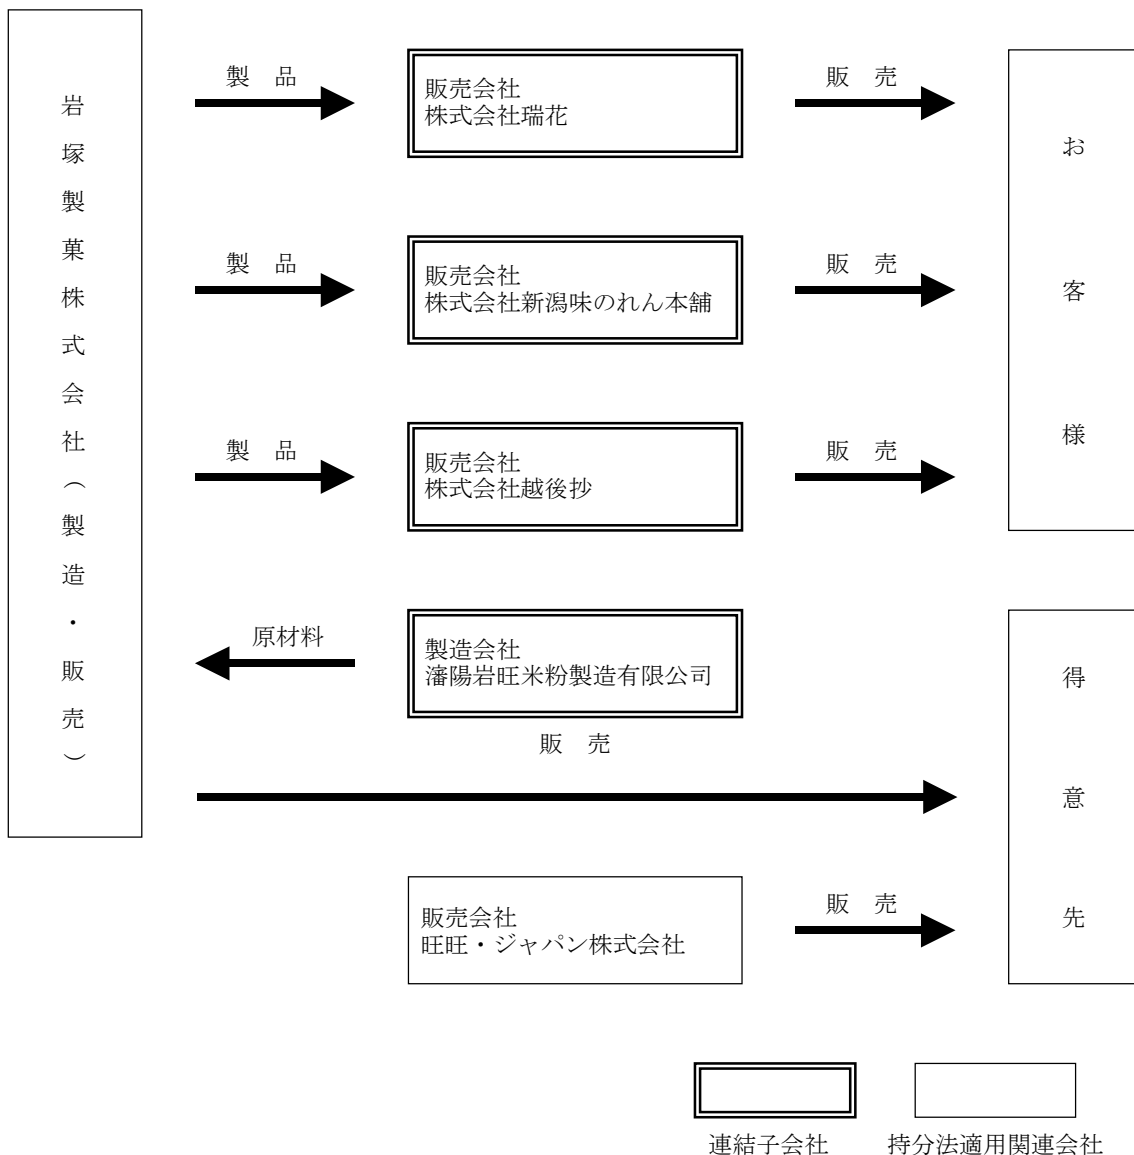 岩塚製菓株式会社（製造・販売）
製　品
販売会社
株式会社瑞花
販　売
製　品
販売会社
株式会社新潟味のれん本舗
販　売
製　品
販売会社
株式会社越後抄
販　売
お客様
原材料
製造会社
瀋陽岩旺米粉製造有限公司
販　売
販売会社
旺旺・ジャパン株式会社
販　売
得意先
連結子会社
持分法適用関連会社